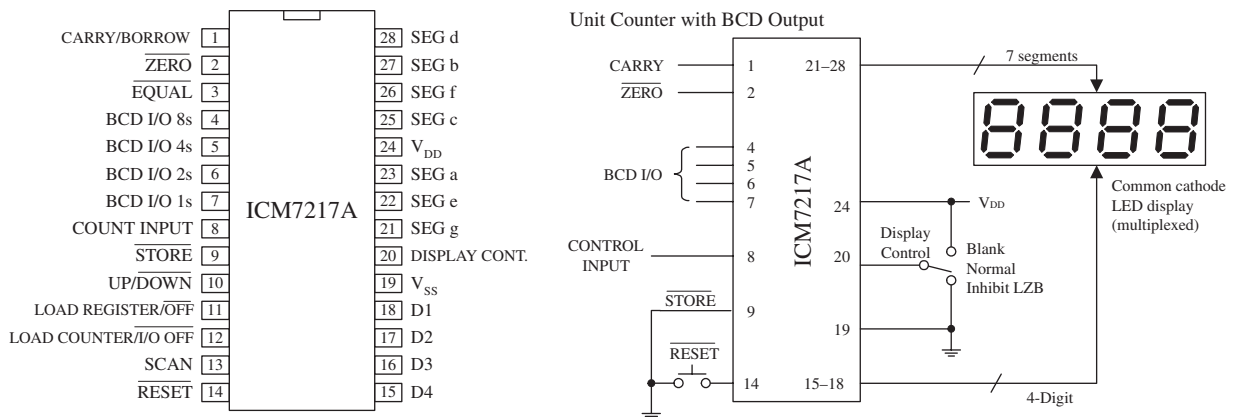 CARRY/BORROW 1
ZERO 2
EQUAL 3
BCD I/O 8s 4
BCD I/O 4s 5
BCD I/O 2s 6
BCD I/O 1s 7
COUNT INPUT 8
STORE 9
UP/DOWN 10
LOAD REGISTER/OFF 11
LOAD COUNTER/I/O OFF 12
SCAN 13
RESET 14
ICM7217A
28 SEG d
27 SEG b
26 SEG f
25 SEG c
24 VDD
23 SEG a
22 SEG e
21 SEG g
20 DISPLAY CONT.
19 VSS
18 D1
17 D2
16 D3
15 D4
Unit Counter with BCD Output
CARRY 1
ZERO 2
BCD I/O
4
5
6
7
CONTROL
INPUT
8
STORE
9
RESET
14
ICM7217A
21–28
24
20
19
15–18
7 segments
8888
Common cathode
LED display
(multiplexed)
VDD
Display
Control
Blank
Normal
Inhibit LZB
4-Digit